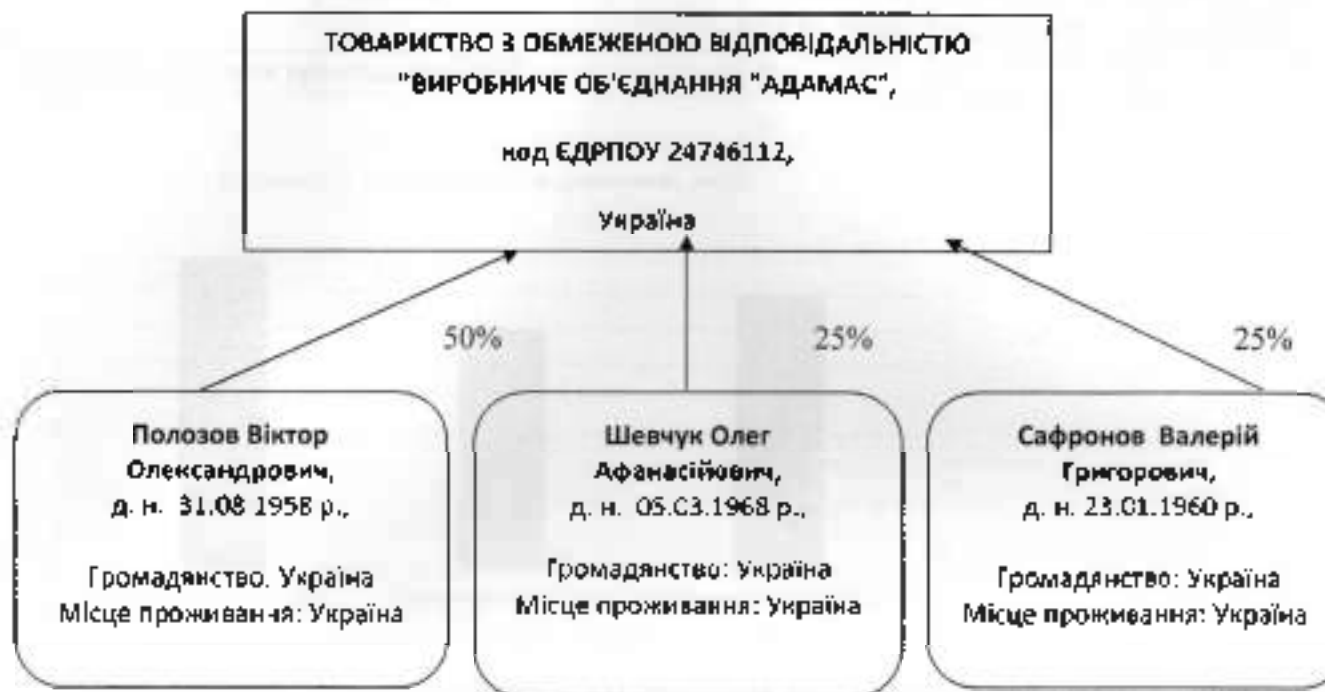 ТОВАРИСТВО З ОБМЕЖЕНОЮ ВІДПОВІДАЛЬНІСТЮ
"ВИРОБНИЧЕ ОБ'ЄДНАННЯ "АДАМАС",
код ЄДРПОУ 24746112,
Україна
50%
25%
25%
Полозов Віктор
Олександрович,
д. н. 31.08 1958 р.,
Громадянство. Україна
Місце проживання: Україна
Шевчук Олег
Афанасійович,
д. н. 05.03.1968 р.,
Громадянство: Україна
Місце проживання: Україна
Сафронов Валерій
Григорович,
д. н. 23.01.1960 р.,
Громадянство: Україна
Місце проживання: Україна